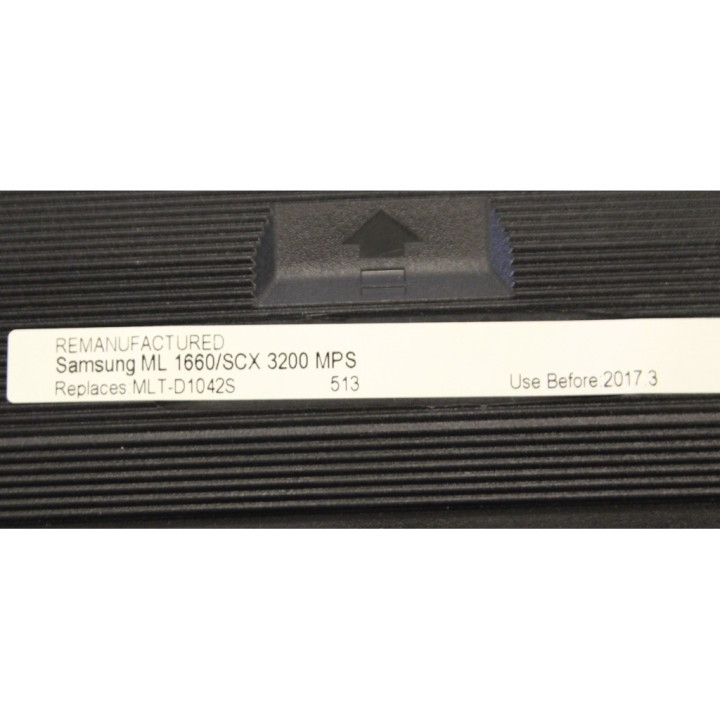 REMANUFACTURED
Samsung ML 1660/SCX 3200 MPS
Replaces:MLT-D1042S 513 Use Before:2017.3